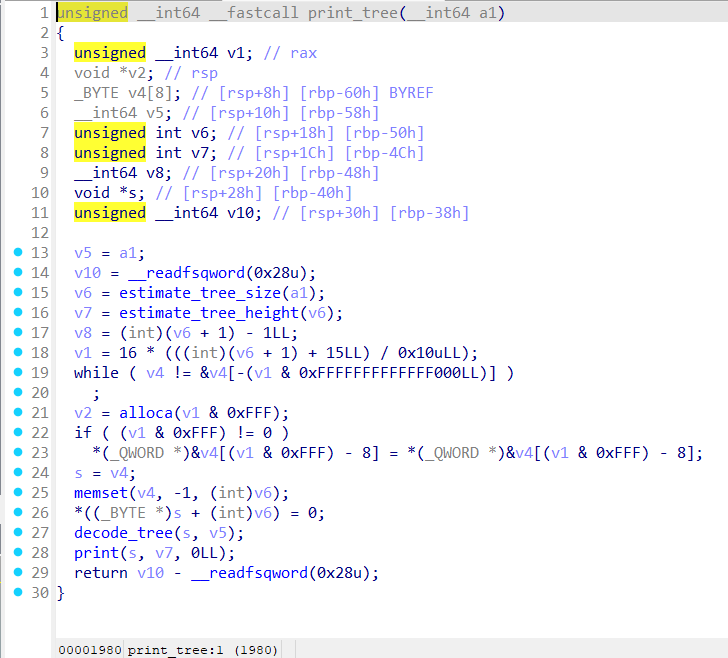 1 unsigned __int64 __fastcall print_tree(__int64 a1)
2 {
3 unsigned __int64 v1; // rax
4 void *v2; // rsp
5 _BYTE v4[8]; // [rsp+8h] [rbp-60h] BYREF
6 __int64 v5; // [rsp+10h] [rbp-58h]
7 unsigned int v6; // [rsp+18h] [rbp-50h]
8 unsigned int v7; // [rsp+1Ch] [rbp-4Ch]
9 __int64 v8; // [rsp+20h] [rbp-48h]
10 void *s; // [rsp+28h] [rbp-40h]
11 unsigned __int64 v10; // [rsp+30h] [rbp-38h]
12
13 v5 = a1;
14 v10 = __readfsqword(0x28u);
15 v6 = estimate_tree_size(a1);
16 v7 = estimate_tree_height(v6);
17 v8 = (int)(v6 + 1) - 1LL;
18 v1 = 16 * (((int)(v6 + 1) + 15LL) / 0x10uLL);
19 while ( v4 != &v4[-(v1 & 0xFFFFFFFFFFFFF000LL)] )
20 ;
21 v2 = alloca(v1 & 0xFFF);
22 if ( (v1 & 0xFFF) != 0 )
23 *(_QWORD *)&v4[(v1 & 0xFFF) - 8] = *(_QWORD *)&v4[(v1 & 0xFFF) - 8];
24 s = v4;
25 memset(v4, -1, (int)v6);
26 *((_BYTE *)s + (int)v6) = 0;
27 decode_tree(s, v5);
28 print(s, v7, 0LL);
29 return v10 - __readfsqword(0x28u);
30 }
00001980 print_tree:1 (1980)